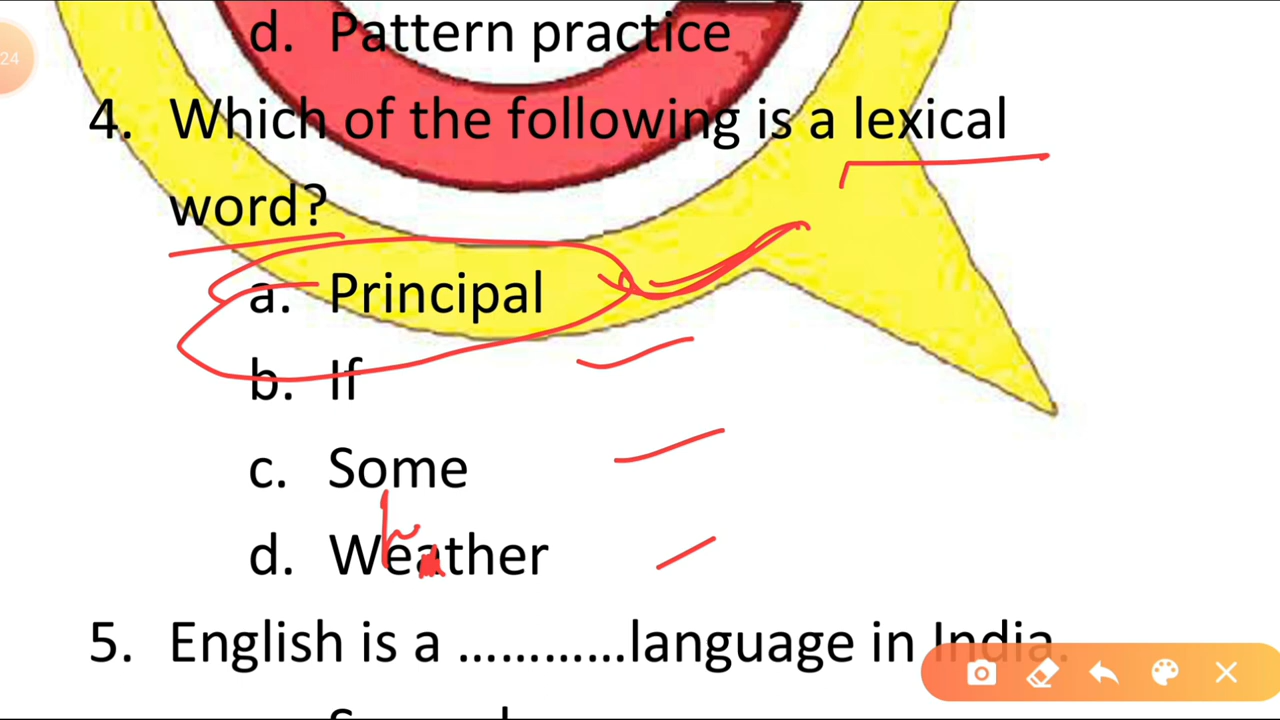 24
d. Pattern practice
4. Which of the following is a lexical
word?
a. Principal
b. If
c. Some
h
d. Weather
5. English is a ............language in India.